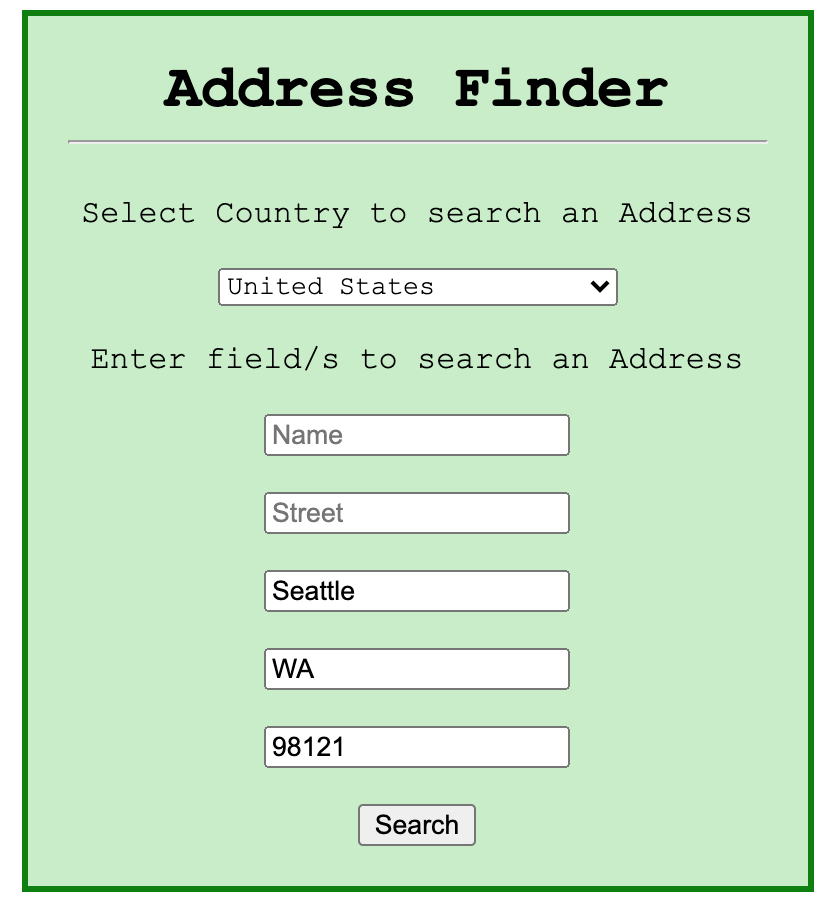 Address Finder
Select Country to search an Address
United States
Enter field/s to search an Address
Name
Street
Seattle
WA
98121
Search